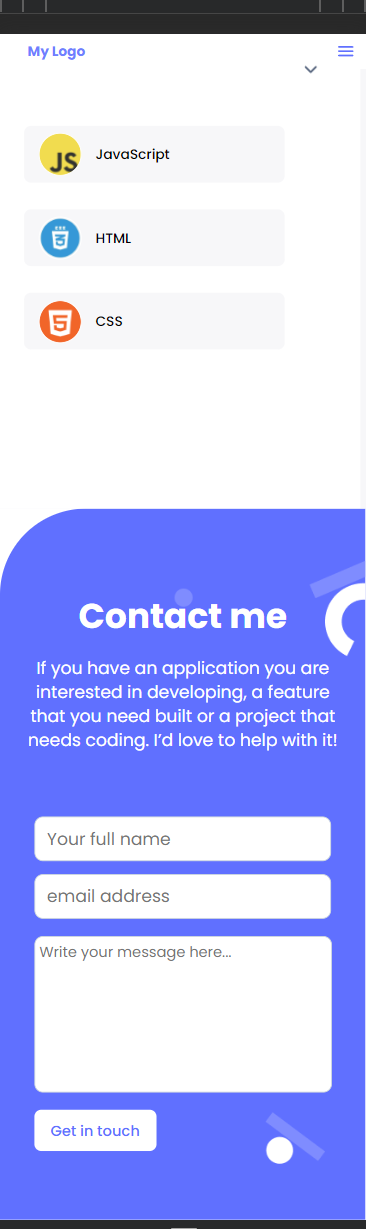 My Logo
JS JavaScript
3 HTML
5 CSS
Contact me
If you have an application you are
interested in developing, a feature
that you need built or a project that
needs coding. I’d love to help with it!
Your full name
email address
Write your message here...
Get in touch